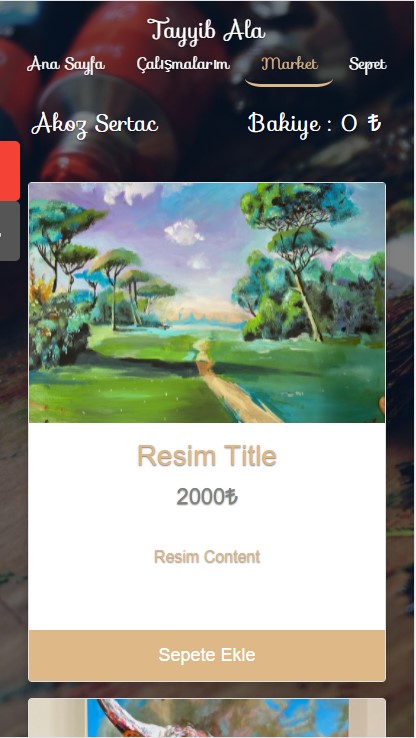 Tayyib Ala
Ana Sayfa Çalışmalarım Market Sepet
Akoz Sertac Bakiye : 0 ₺
Resim Title
2000₺
Resim Content
Sepete Ekle